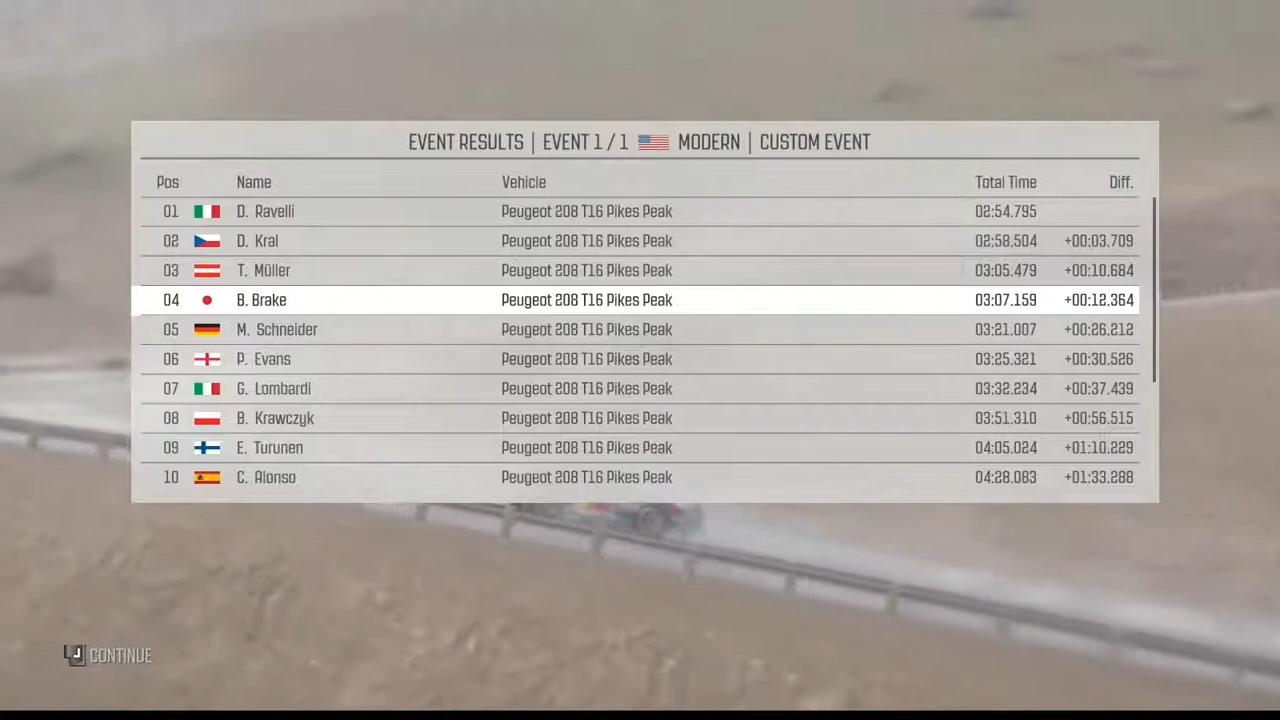 EVENT RESULTS | EVENT 1 / 1 MODERN | CUSTOM EVENT
Pos Name Vehicle Total Time Diff.
01 D. Ravelli Peugeot 208 T16 Pikes Peak 02:54.795
02 D. Kral Peugeot 208 T16 Pikes Peak 02:58.504 +00:03.709
03 T. Müller Peugeot 208 T16 Pikes Peak 03:05.479 +00:10.684
04 B. Brake Peugeot 208 T16 Pikes Peak 03:07.159 +00:12.364
05 M. Schneider Peugeot 208 T16 Pikes Peak 03:21.007 +00:26.212
06 P. Evans Peugeot 208 T16 Pikes Peak 03:25.321 +00:30.526
07 G. Lombardi Peugeot 208 T16 Pikes Peak 03:32.234 +00:37.439
08 B. Krawczyk Peugeot 208 T16 Pikes Peak 03:51.310 +00:56.515
09 E. Turunen Peugeot 208 T16 Pikes Peak 04:05.024 +01:10.229
10 C. Alonso Peugeot 208 T16 Pikes Peak 04:28.083 +01:33.288
CONTINUE